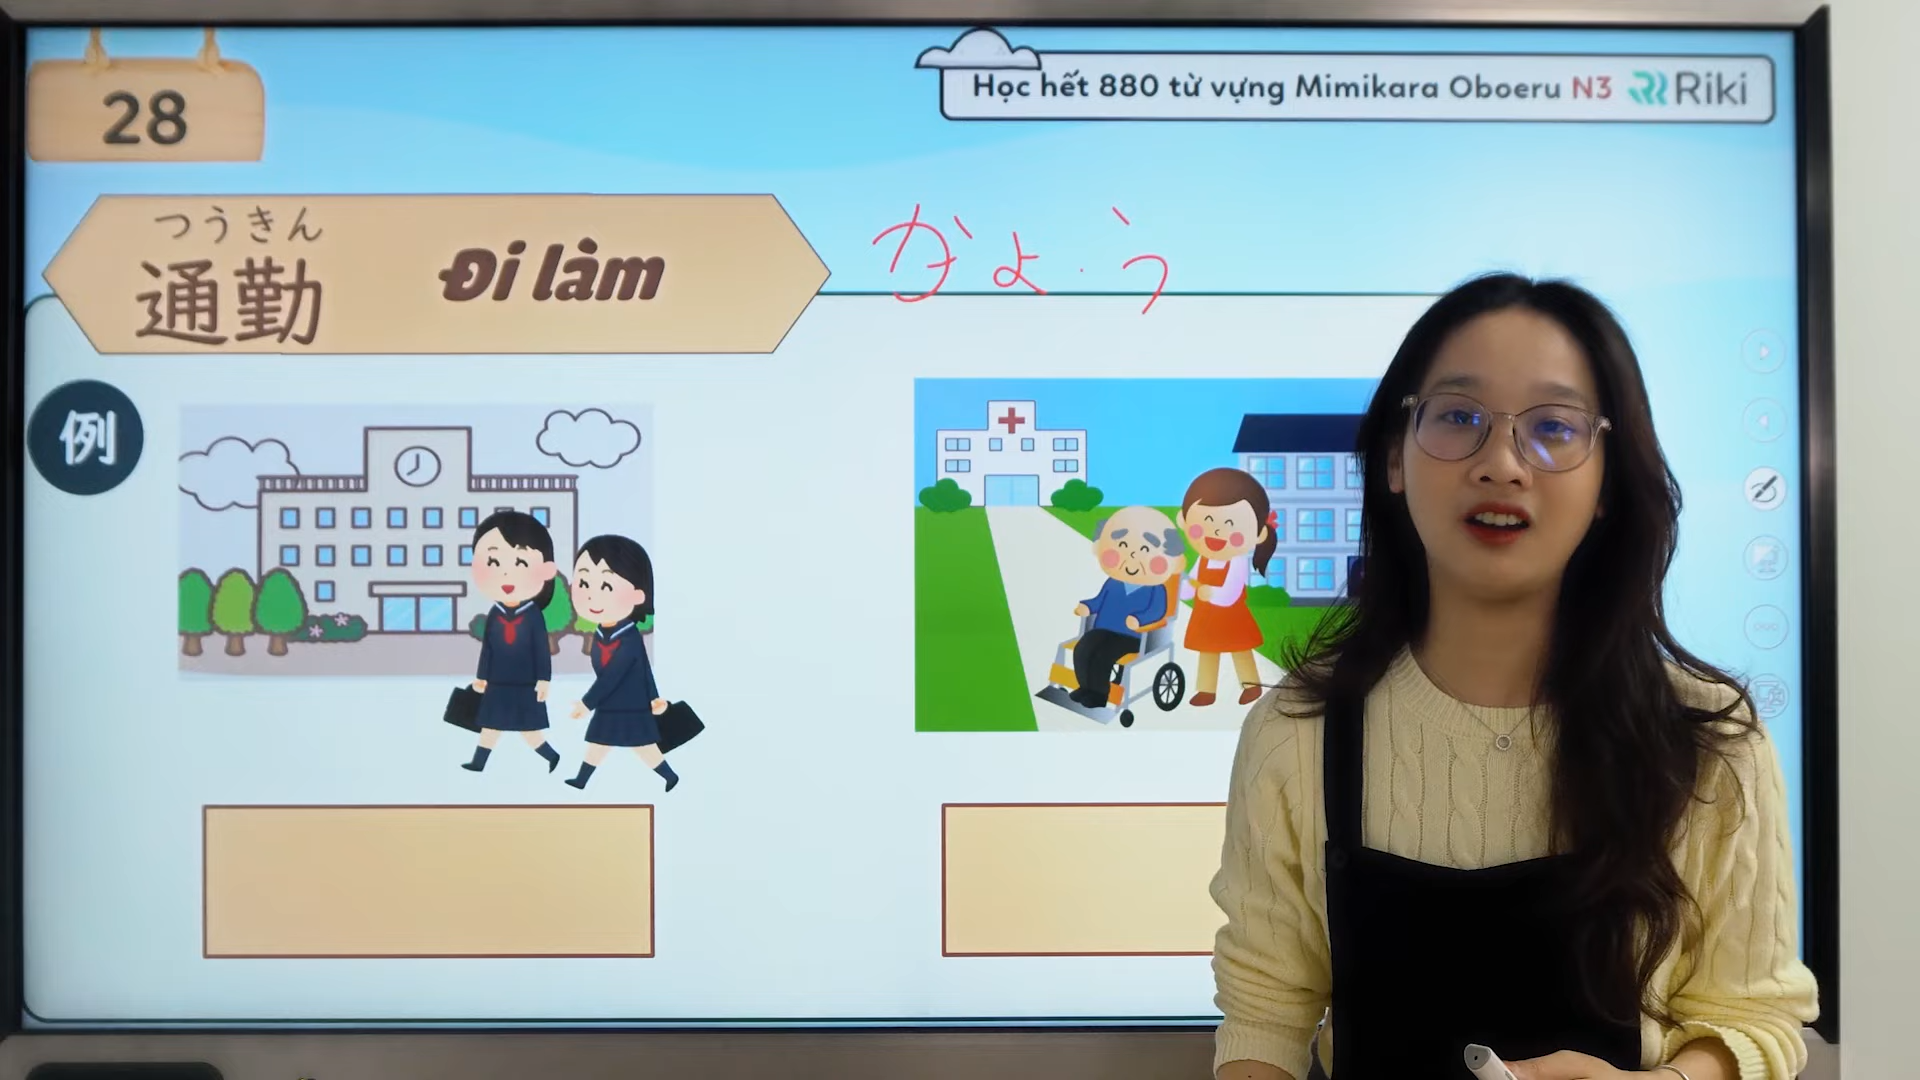 28
Học hết 880 từ vựng Mimikara Oboeru N3 Riki
つうきん
通勤
Đi làm
かよう
例